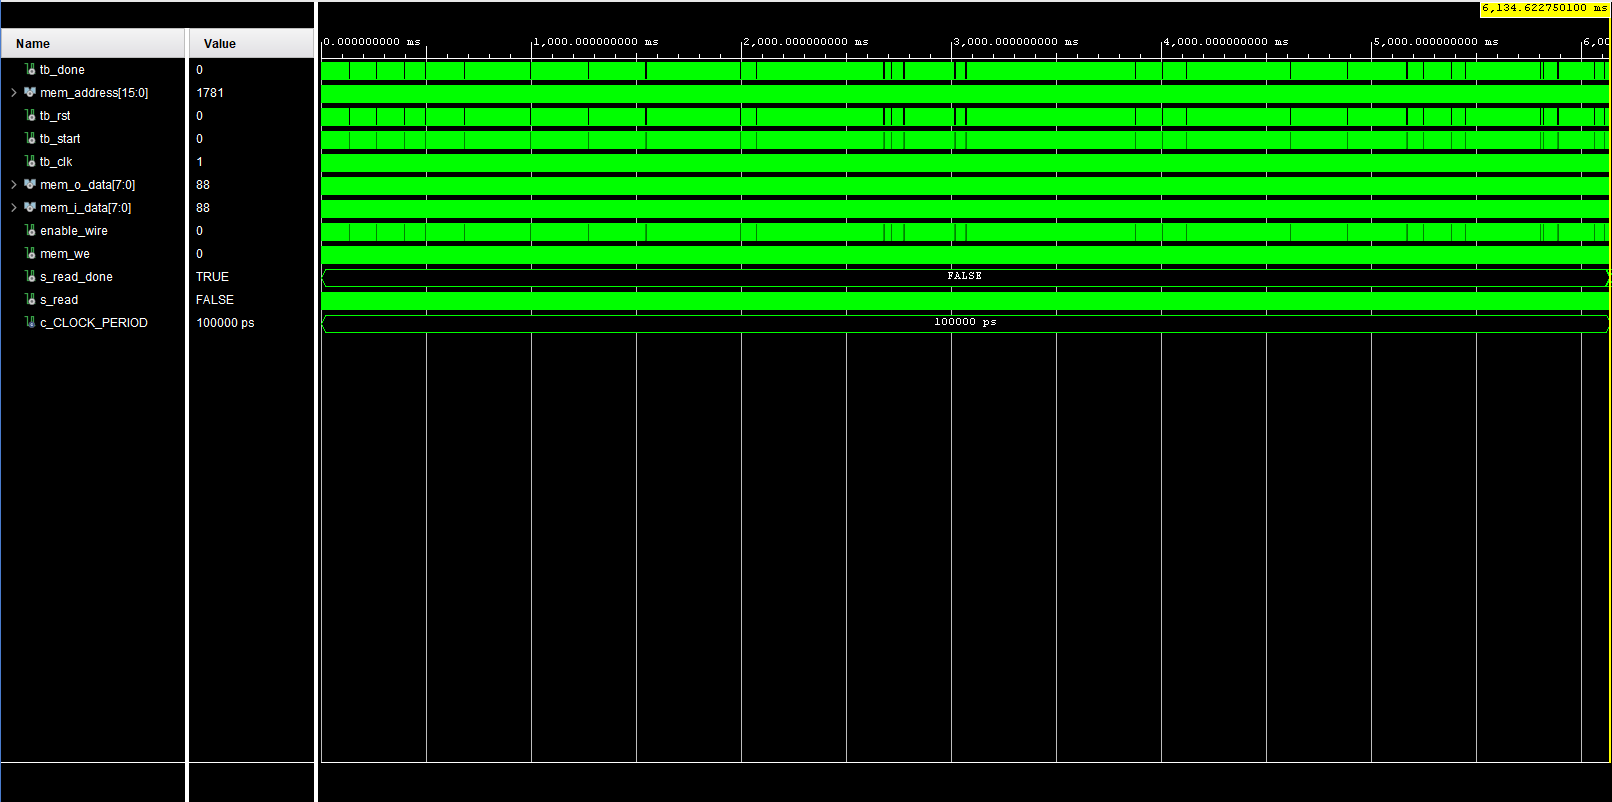 6,134.622750100 ms
Name Value
0.000000000 ms 1,000.000000000 ms 2,000.000000000 ms 3,000.000000000 ms 4,000.000000000 ms 5,000.000000000 ms 6,00
tb_done 0
mem_address[15:0] 1781
tb_rst 0
tb_start 0
tb_clk 1
mem_o_data[7:0] 88
mem_i_data[7:0] 88
enable_wire 0
mem_we 0
s_read_done TRUE FALSE
s_read FALSE
c_CLOCK_PERIOD 100000 ps 100000 ps